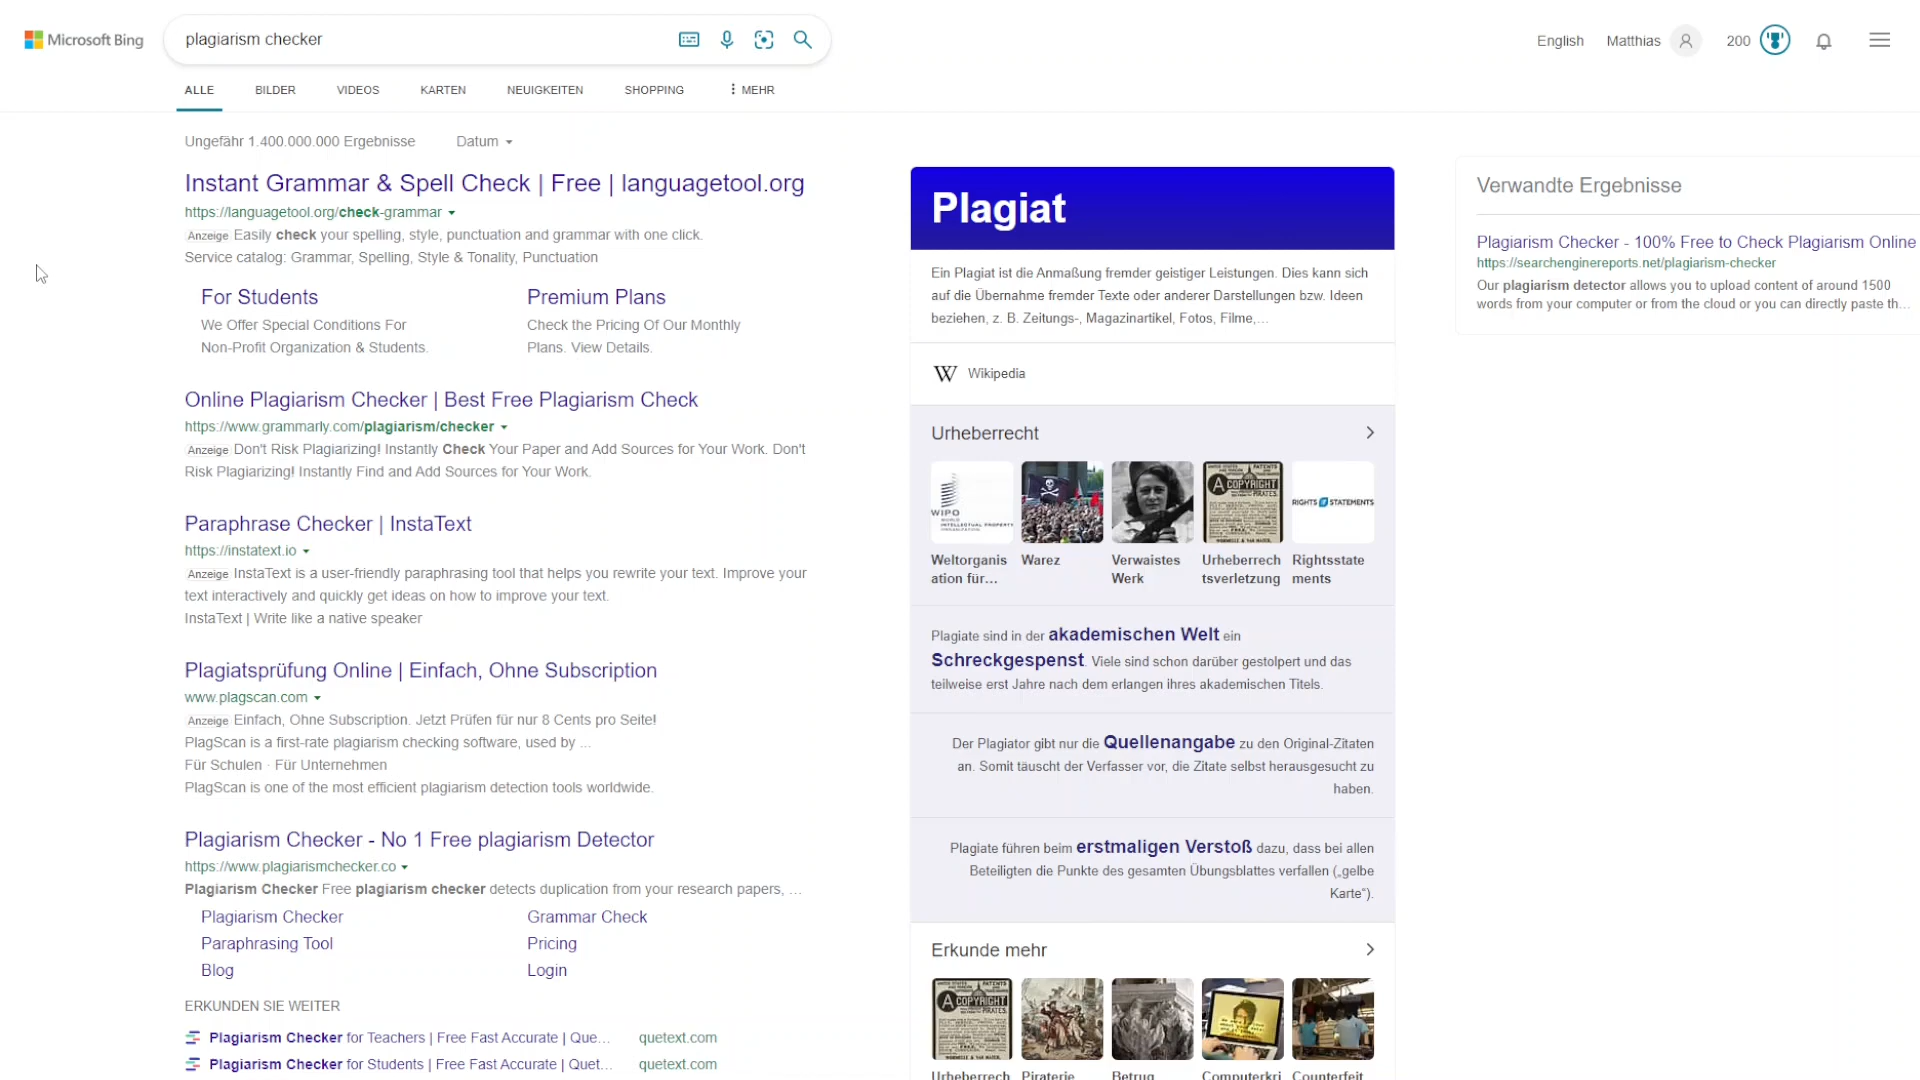 Microsoft Bing
plagiarism checker
English
Matthias
200
ALLE
BILDER
VIDEOS
KARTEN
NEUIGKEITEN
SHOPPING
MEHR
Ungefähr 1.400.000.000 Ergebnisse
Datum
Instant Grammar & Spell Check | Free | languagetool.org
https://languagetool.org/check-grammar
Anzeige Easily check your spelling, style, punctuation and grammar with one click.
Service catalog: Grammar, Spelling, Style & Tonality, Punctuation
For Students
We Offer Special Conditions For
Non-Profit Organization & Students.
Premium Plans
Check the Pricing Of Our Monthly
Plans. View Details.
Online Plagiarism Checker | Best Free Plagiarism Check
https://www.grammarly.com/plagiarism/checker
Anzeige Don't Risk Plagiarizing! Instantly Check Your Paper and Add Sources for Your Work. Don't
Risk Plagiarizing! Instantly Find and Add Sources for Your Work.
Paraphrase Checker | InstaText
https://instatext.io
Anzeige InstaText is a user-friendly paraphrasing tool that helps you rewrite your text. Improve your
text interactively and quickly get ideas on how to improve your text.
InstaText | Write like a native speaker
Plagiatsprüfung Online | Einfach, Ohne Subscription
www.plagscan.com
Anzeige Einfach, Ohne Subscription. Jetzt Prüfen für nur 8 Cents pro Seite!
PlagScan is a first-rate plagiarism checking software, used by ...
Für Schulen · Für Unternehmen
PlagScan is one of the most efficient plagiarism detection tools worldwide.
Plagiarism Checker - No 1 Free plagiarism Detector
https://www.plagiarismchecker.co
Plagiarism Checker Free plagiarism checker detects duplication from your research papers, ...
Plagiarism Checker
Grammar Check
Paraphrasing Tool
Pricing
Blog
Login
ERKUNDEN SIE WEITER
Plagiarism Checker for Teachers | Free Fast Accurate | Que...
quetext.com
Plagiarism Checker for Students | Free Fast Accurate | Quet...
quetext.com
Plagiat
Ein Plagiat ist die Anmaßung fremder geistiger Leistungen. Dies kann sich
auf die Übernahme fremder Texte oder anderer Darstellungen bzw. Ideen
beziehen, z. B. Zeitungs-, Magazinartikel, Fotos, Filme,...
W Wikipedia
Urheberrecht
WIPO
WORLD
INTELLECTUAL PROPERTY
ORGANIZATION
A COPYRIGHT
RIGHTS STATEMENTS
Weltorganis
ation für...
Warez
Verwaistes
Werk
Urheberrech
tsverletzung
Rightsstate
ments
Plagiate sind in der akademischen Welt ein
Schreckgespenst. Viele sind schon darüber gestolpert und das
teilweise erst Jahre nach dem erlangen ihres akademischen Titels.
Der Plagiator gibt nur die Quellenangabe zu den Original-Zitaten
an. Somit täuscht der Verfasser vor, die Zitate selbst herausgesucht zu
haben.
Plagiate führen beim erstmaligen Verstoß dazu, dass bei allen
Beteiligten die Punkte des gesamten Übungsblattes verfallen („gelbe
Karte“).
Erkunde mehr
A COPYRIGHT
Urheberrech
Piraterie
Betrug
Computerkri
Counterfeit
Verwandte Ergebnisse
Plagiarism Checker - 100% Free to Check Plagiarism Online
https://searchenginereports.net/plagiarism-checker
Our plagiarism detector allows you to upload content of around 1500
words from your computer or from the cloud or you can directly paste th...